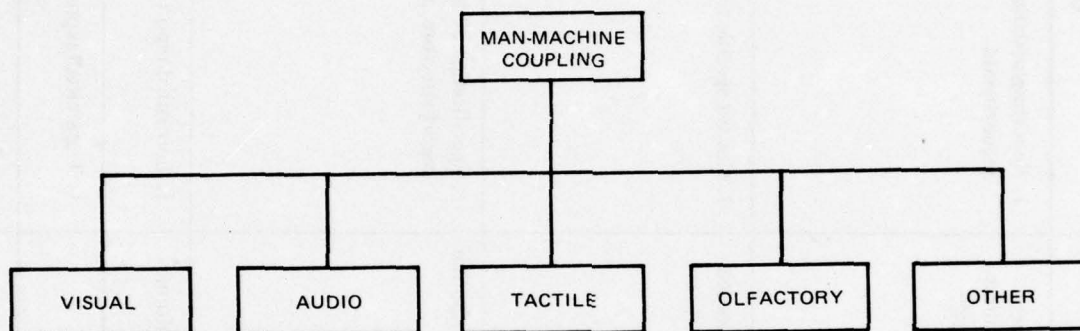 MAN-MACHINE
COUPLING
VISUAL
AUDIO
TACTILE
OLFACTORY
OTHER